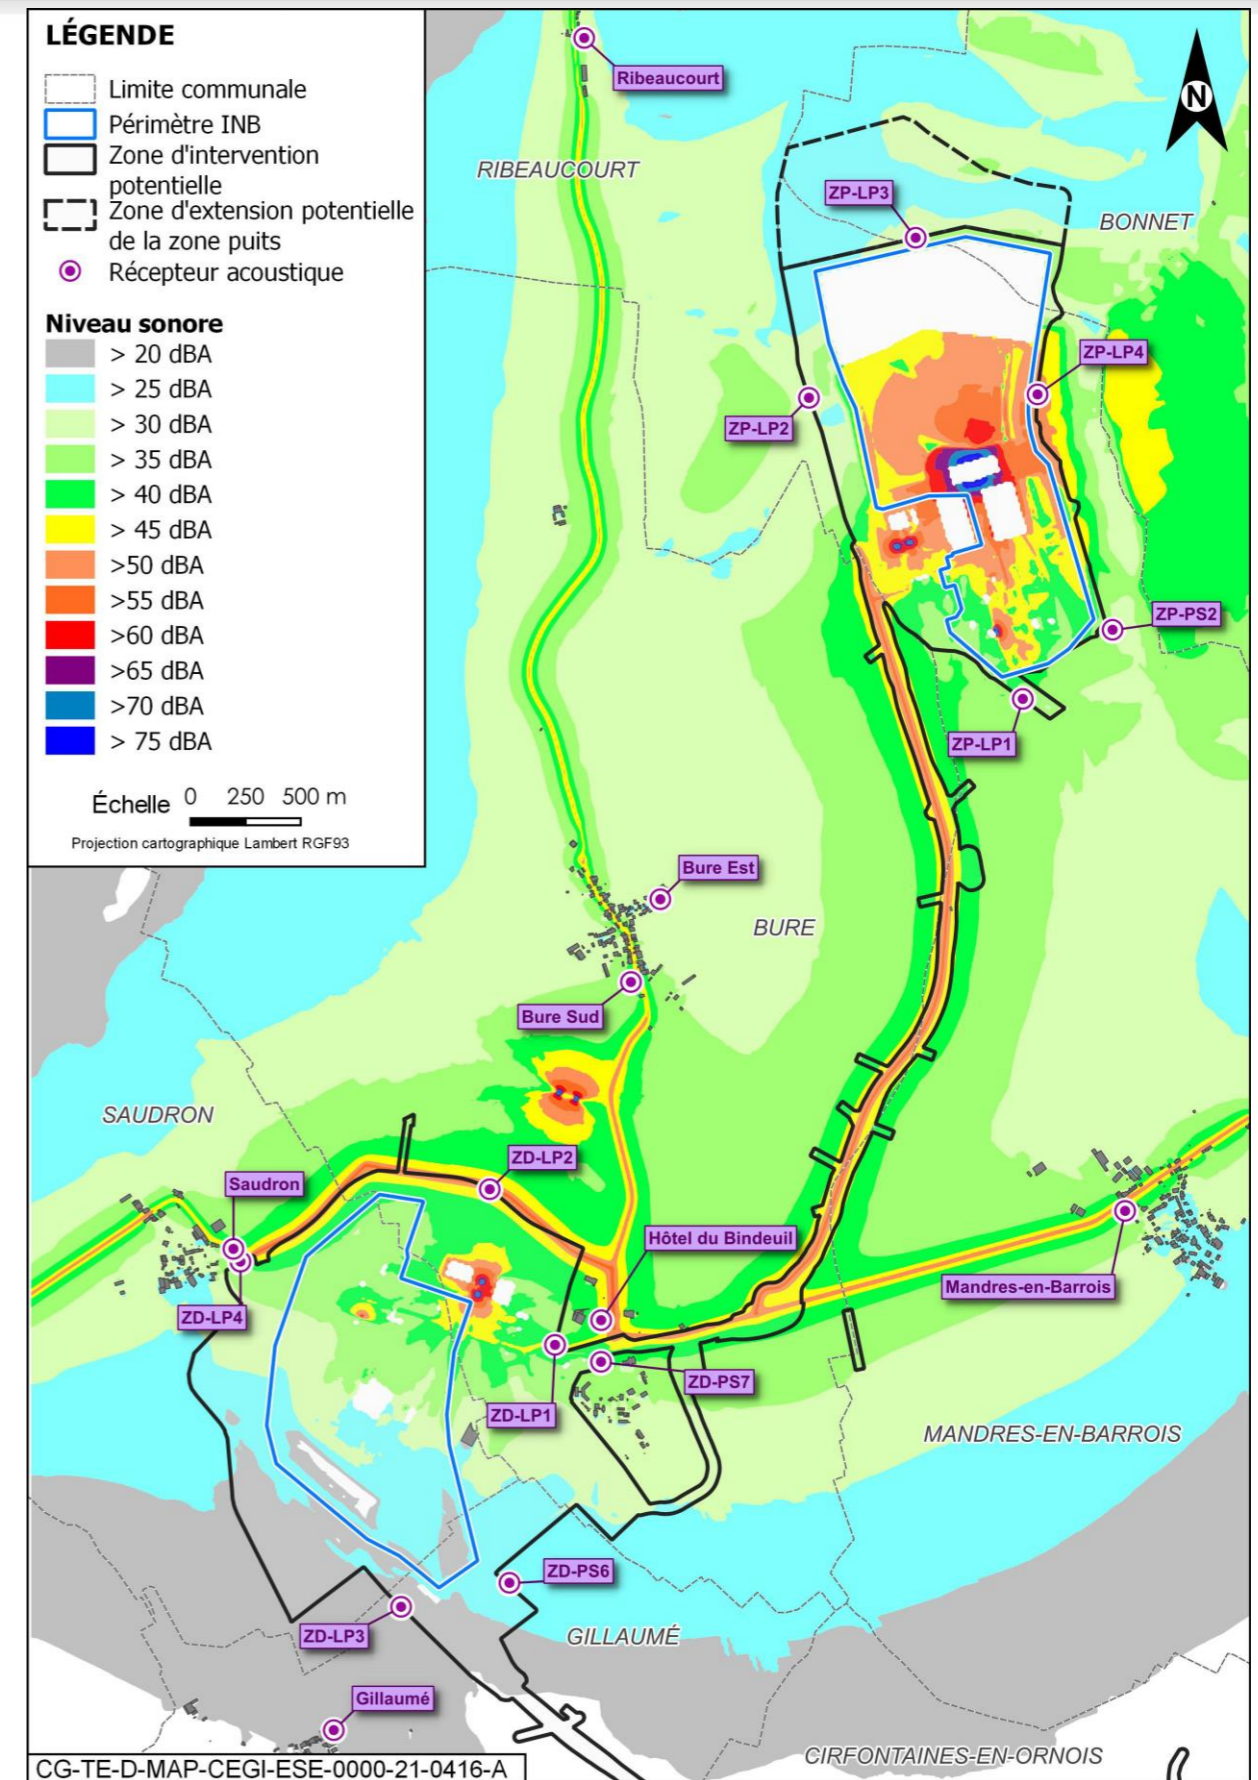 LÉGENDE
Limite communale
Périmètre INB
Zone d'intervention
potentielle
Zone d'extension potentielle
de la zone puits
Récepteur acoustique
Niveau sonore
> 20 dBA
> 25 dBA
> 30 dBA
> 35 dBA
> 40 dBA
> 45 dBA
>50 dBA
>55 dBA
>60 dBA
>65 dBA
>70 dBA
> 75 dBA
Échelle 0 250 500 m
Projection cartographique Lambert RGF93
N
Ribeaucourt
RIBEAUCOURT
ZP-LP3
BONNET
ZP-LP4
ZP-LP2
ZP-PS2
ZP-LP1
Bure Est
BURE
Bure Sud
SAUDRON
ZD-LP2
Saudron
Hôtel du Bindeuil
Mandres-en-Barrois
ZD-LP4
ZD-PS7
ZD-LP1
MANDRES-EN-BARROIS
ZD-PS6
ZD-LP3
GILLAUMÉ
Gillaumé
CIRFONTAINES-EN-ORNOIS
CG-TE-D-MAP-CEGI-ESE-0000-21-0416-A